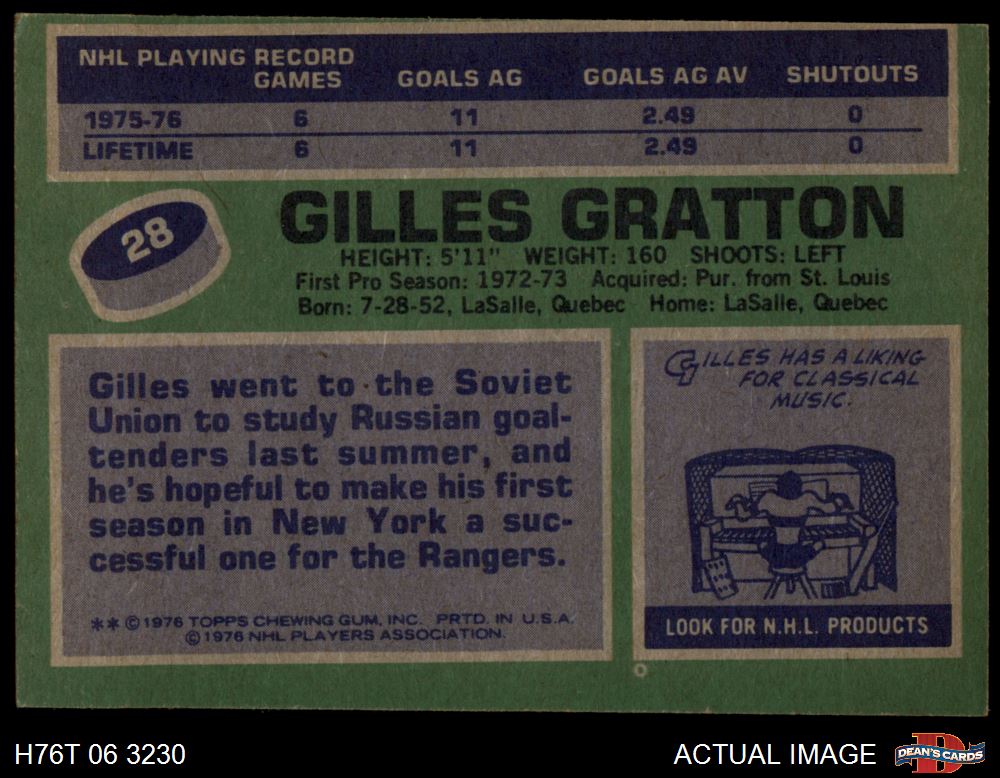 NHL PLAYING RECORD
GAMES GOALS AG GOALS AG AV SHUTOUTS
1975-76 6 11 2.49 0
LIFETIME 6 11 2.49 0
28
GILLES GRATTON
HEIGHT: 5'11" WEIGHT: 160 SHOOTS: LEFT
First Pro Season: 1972-73 Acquired: Pur. from St. Louis
Born: 7-28-52, LaSalle, Quebec Home: LaSalle, Quebec
Gilles went to the Soviet
Union to study Russian goal-
tenders last summer, and
he's hopeful to make his first
season in New York a suc-
cessful one for the Rangers.
** © 1976 TOPPS CHEWING GUM, INC. PRTD. IN U.S.A.
© 1976 NHL PLAYERS ASSOCIATION.
GILLES HAS A LIKING
FOR CLASSICAL
MUSIC.
LOOK FOR N.H.L. PRODUCTS
H76T 06 3230
ACTUAL IMAGE
DEAN'S CARDS